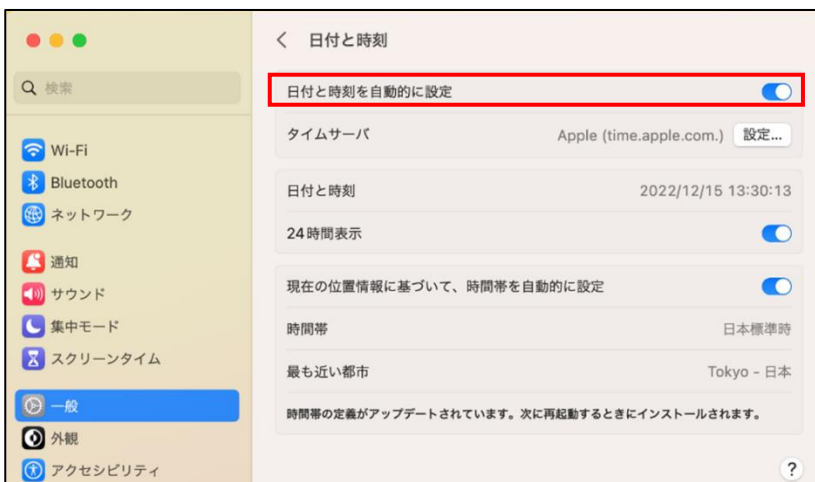 日付と時刻
検索
Wi-Fi
Bluetooth
ネットワーク
通知
サウンド
集中モード
スクリーンタイム
一般
外観
アクセシビリティ
日付と時刻を自動的に設定
タイムサーバ Apple (time.apple.com.) 設定...
日付と時刻 2022/12/15 13:30:13
24時間表示
現在の位置情報に基づいて、時間帯を自動的に設定
時間帯 日本標準時
最も近い都市 Tokyo – 日本
時間帯の定義がアップデートされています。次に再起動するときにインストールされます。
?